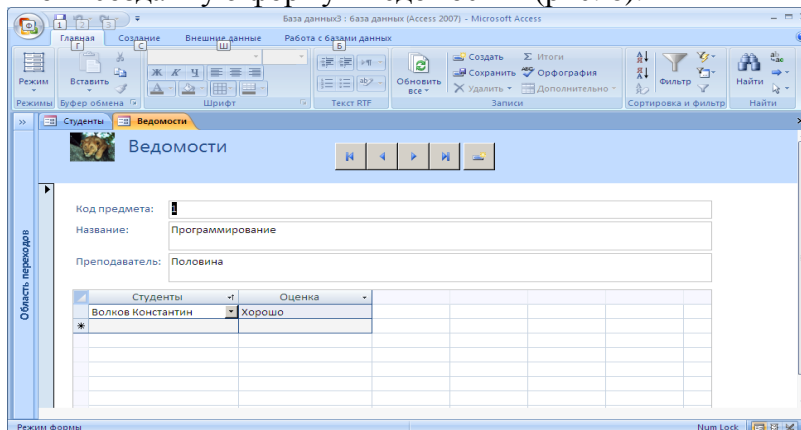 База данных3 : база данных (Access 2007) - Microsoft Access
1 2 3
Главная Создание Внешние данные Работа с базами данных
Г С Ш Б
Режим
Вставить
Ж К Ч
Обновить все
Создать
Сохранить
Удалить
Итоги
Орфография
Дополнительно
Фильтр
Найти
Режимы Буфер обмена Шрифт Текст RTF Записи Сортировка и фильтр Найти
Студенты Ведомости
Ведомости
Область переходов
Код предмета: 1
Название: Программирование
Преподаватель: Половина
Студенты Оценка
Волков Константин Хорошо
Режим формы Num Lock